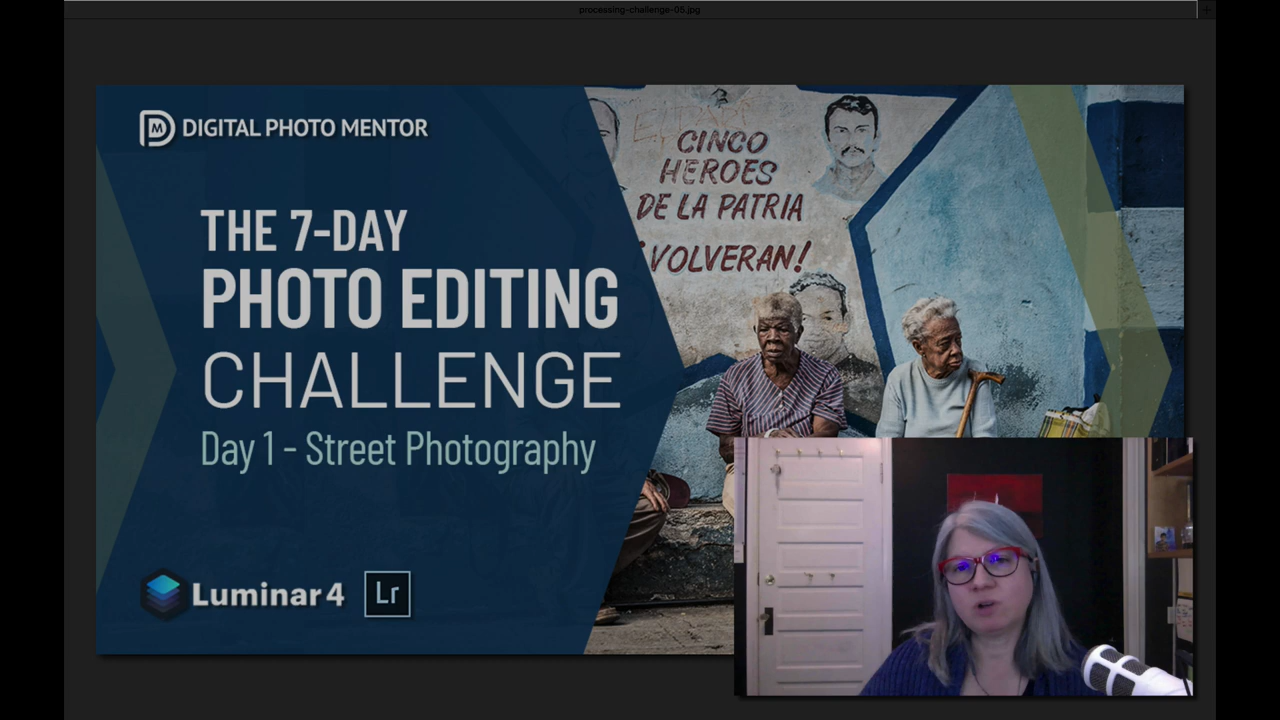 processing-challenge-05.jpg
DM DIGITAL PHOTO MENTOR
THE 7-DAY
PHOTO EDITING
CHALLENGE
Day 1 - Street Photography
Luminar 4
Lr
CINCO
HEROES
DE LA PATRIA
¡VOLVERAN!